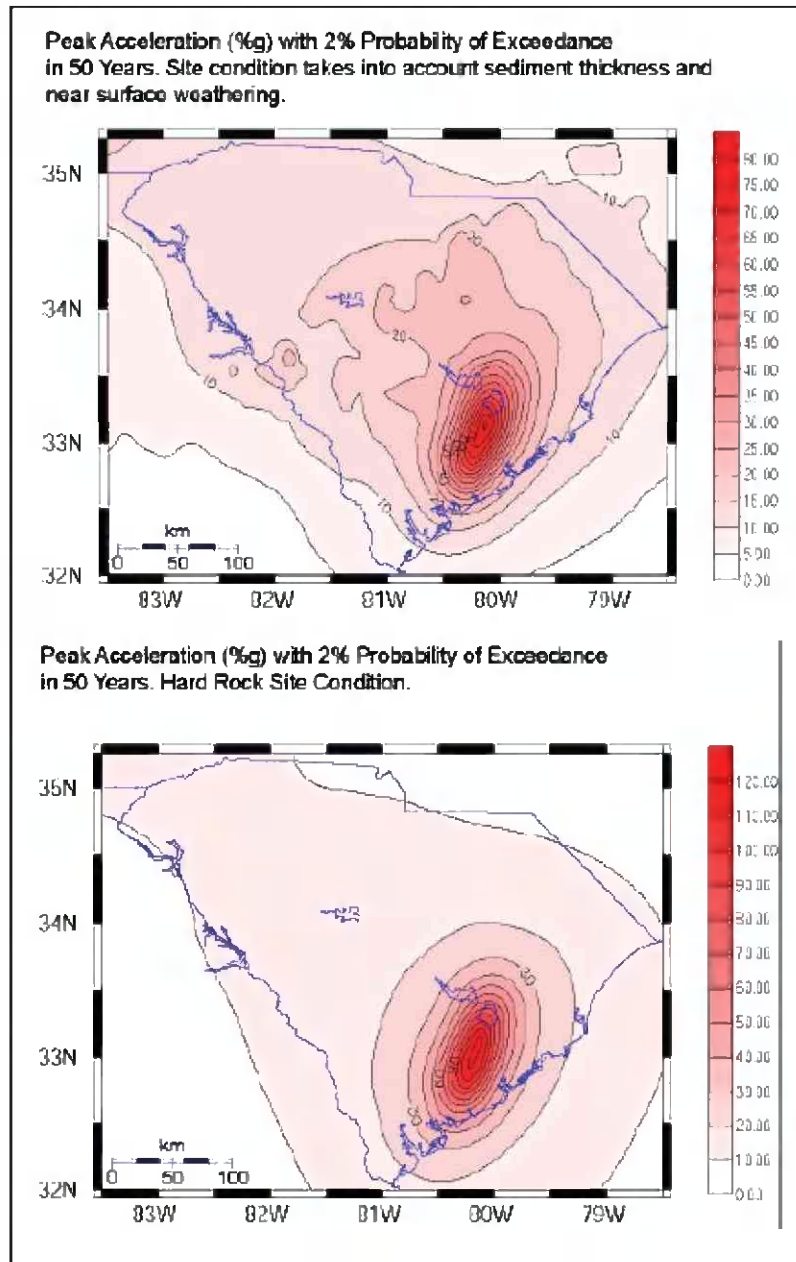 Peak Acceleration (%g) with 2% Probability of Exceedance
in 50 Years. Site condition takes into account sediment thickness and
near surface weathering.
35N
34N
33N
32N
10
20
20
10
10
10
km
0 50 100
83W 82W 81W 80W 79W
80.00
75.00
70.00
65.00
60.00
55.00
50.00
45.00
40.00
35.00
30.00
25.00
20.00
15.00
10.00
5.00
0.00
Peak Acceleration (%g) with 2% Probability of Exceedance
in 50 Years. Hard Rock Site Condition.
35N
34N
33N
32N
km
0 50 100
83W 82W 81W 80W 79W
120.00
110.00
100.00
90.00
80.00
70.00
60.00
50.00
40.00
30.00
20.00
10.00
0.00